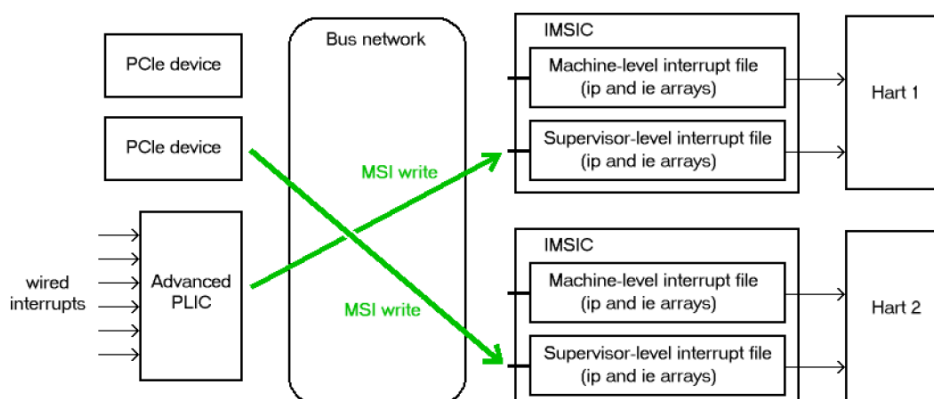 PCIe device
PCIe device
wired
interrupts
Advanced
PLIC
Bus network
MSI write
MSI write
IMSIC
Machine-level interrupt file
(ip and ie arrays)
Supervisor-level interrupt file
(ip and ie arrays)
Hart 1
IMSIC
Machine-level interrupt file
(ip and ie arrays)
Supervisor-level interrupt file
(ip and ie arrays)
Hart 2